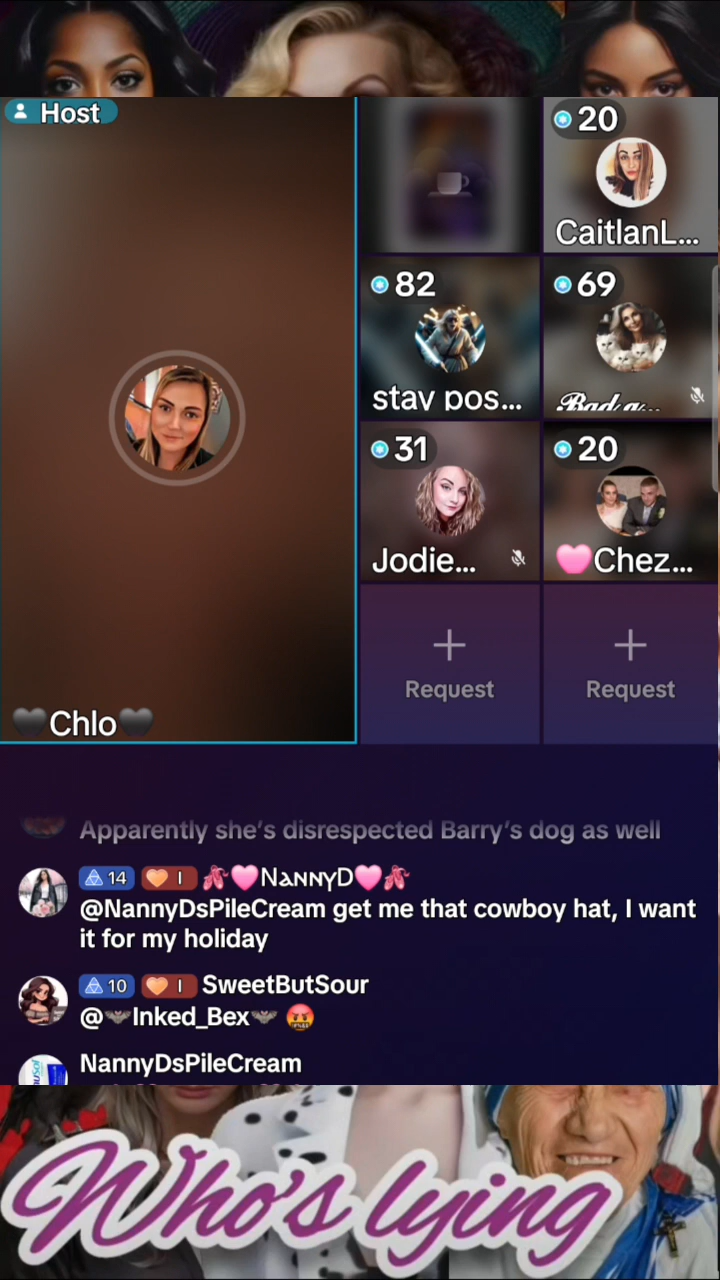 Host
20
CaitlanL...
82
stav pos...
69
Bad a...
31
Jodie...
20
🩷Chez...
Request
Request
🖤Chlo🖤
Apparently she's disrespected Barry's dog as well
14 I 🩰🩷NᴀɴɴʏD🩷🩰
@NannyDsPileCream get me that cowboy hat, I want
it for my holiday
10 I SweetButSour
@🦇Inked_Bex🦇 🤬
NannyDsPileCream
Who's lying